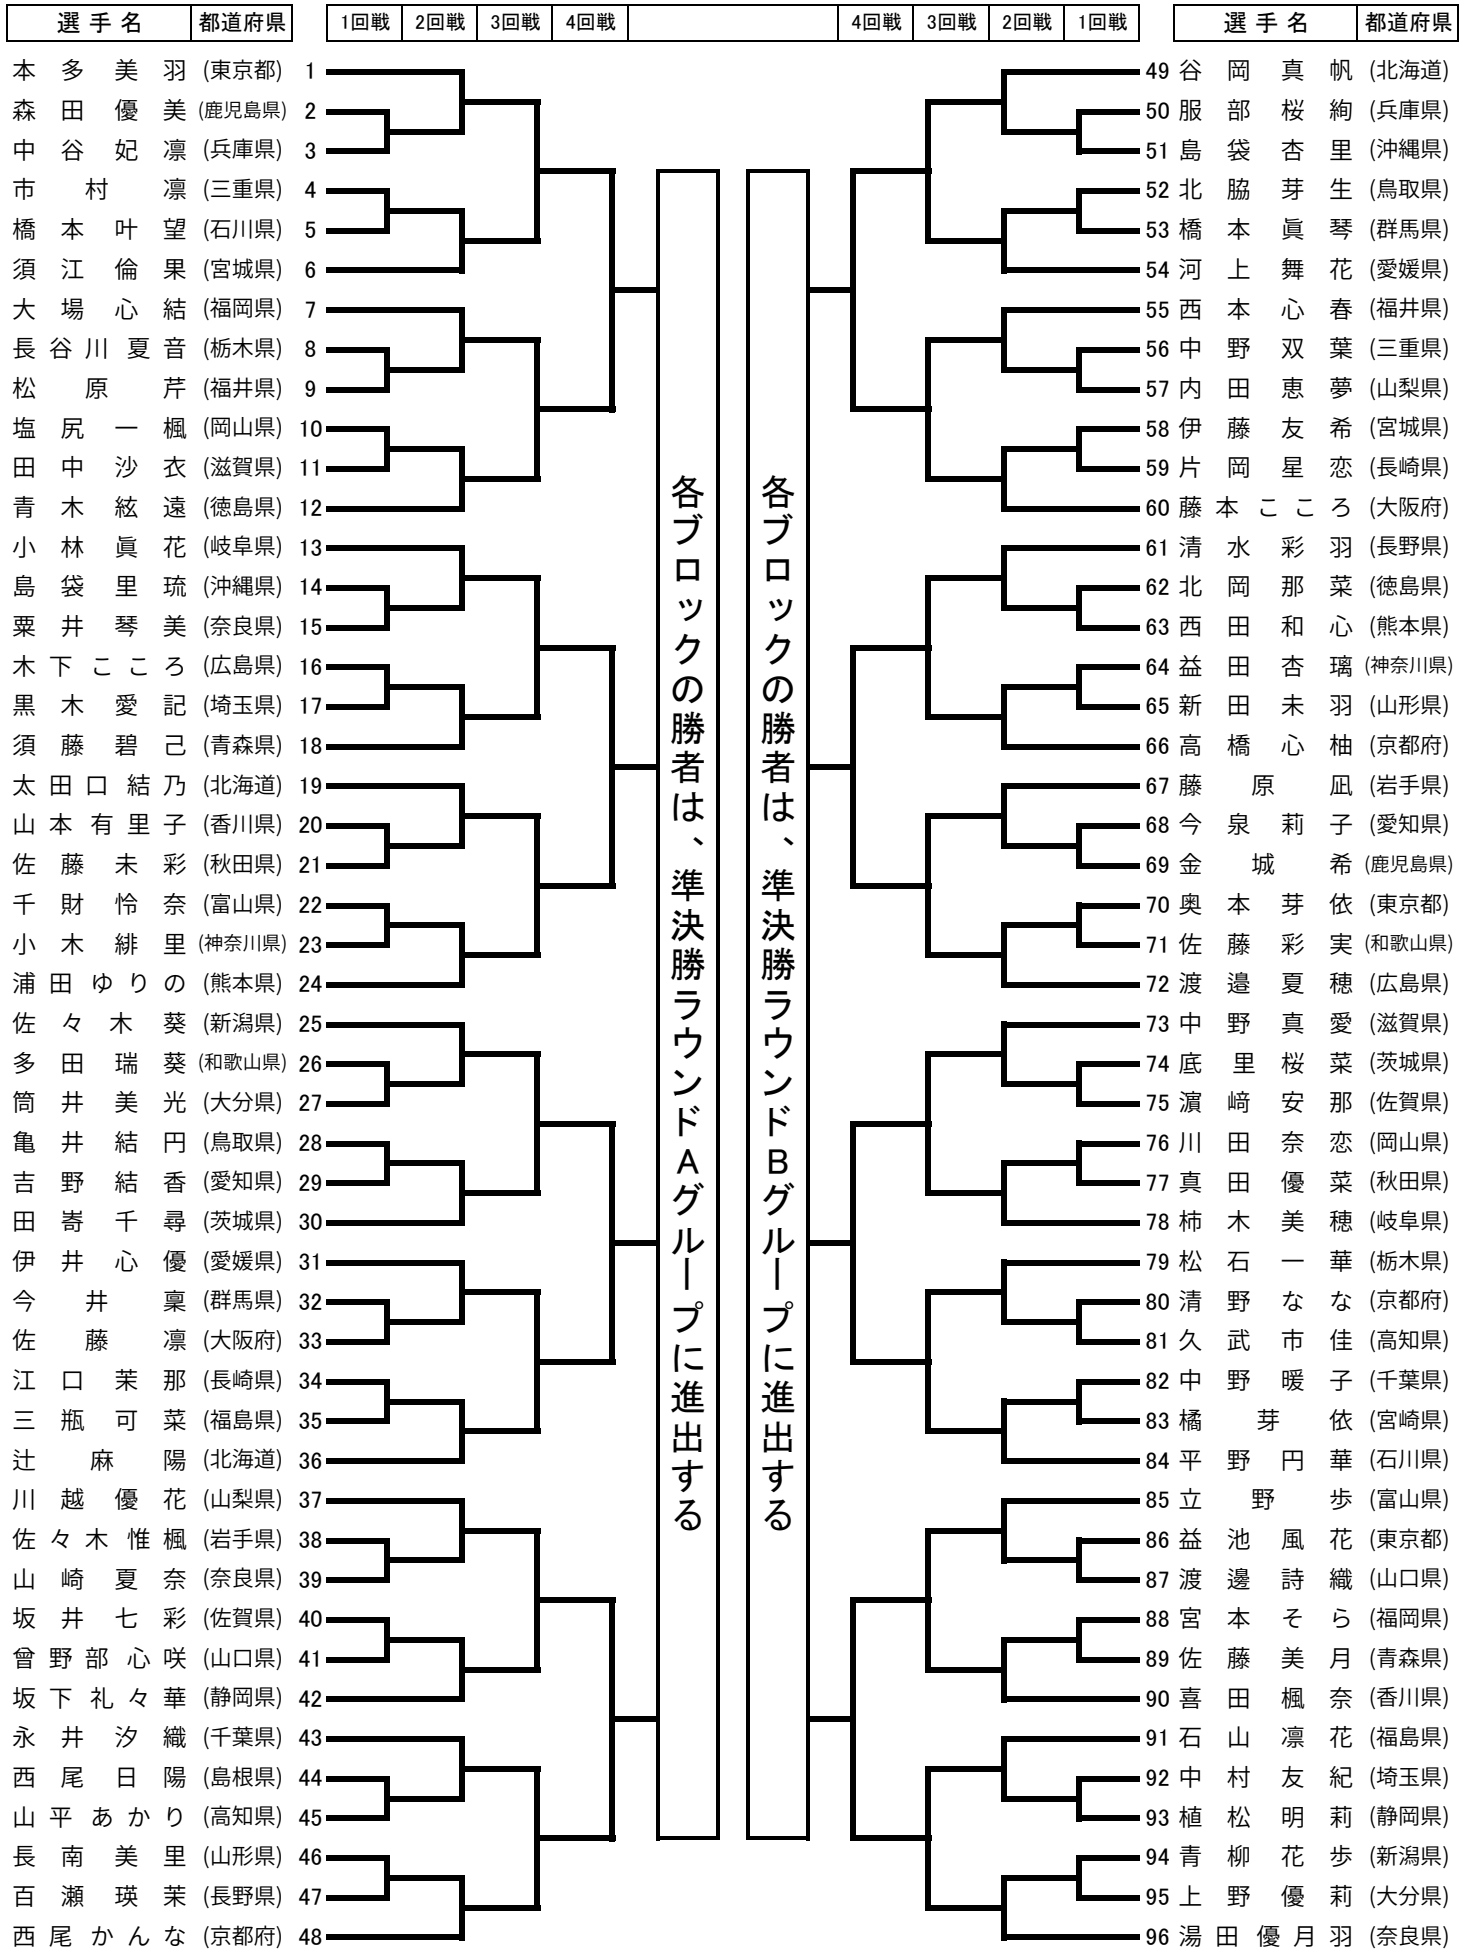 選手名 都道府県 1回戦 2回戦 3回戦 4回戦 4回戦 3回戦 2回戦 1回戦 選手名 都道府県
本多美羽 (東京都) 1
森田優美 (鹿児島県) 2
中谷妃凛 (兵庫県) 3
市村凛 (三重県) 4
橋本叶望 (石川県) 5
須江倫果 (宮城県) 6
大場心結 (福岡県) 7
長谷川夏音 (栃木県) 8
松原芹 (福井県) 9
塩尻一楓 (岡山県) 10
田中沙衣 (滋賀県) 11
青木絃遠 (徳島県) 12
小林眞花 (岐阜県) 13
島袋里琉 (沖縄県) 14
粟井琴美 (奈良県) 15
木下こころ (広島県) 16
黒木愛記 (埼玉県) 17
須藤碧己 (青森県) 18
太田口結乃 (北海道) 19
山本有里子 (香川県) 20
佐藤未彩 (秋田県) 21
千財怜奈 (富山県) 22
小木緋里 (神奈川県) 23
浦田ゆりの (熊本県) 24
佐々木葵 (新潟県) 25
多田瑞葵 (和歌山県) 26
筒井美光 (大分県) 27
亀井結円 (鳥取県) 28
吉野結香 (愛知県) 29
田嵜千尋 (茨城県) 30
伊井心優 (愛媛県) 31
今井稟 (群馬県) 32
佐藤凛 (大阪府) 33
江口茉那 (長崎県) 34
三瓶可菜 (福島県) 35
辻麻陽 (北海道) 36
川越優花 (山梨県) 37
佐々木惟楓 (岩手県) 38
山崎夏奈 (奈良県) 39
坂井七彩 (佐賀県) 40
曾野部心咲 (山口県) 41
坂下礼々華 (静岡県) 42
永井汐織 (千葉県) 43
西尾日陽 (島根県) 44
山平あかり (高知県) 45
長南美里 (山形県) 46
百瀬瑛茉 (長野県) 47
西尾かんな (京都府) 48
各ブロックの勝者は、準決勝ラウンドAグループに進出する
各ブロックの勝者は、準決勝ラウンドBグループに進出する
49 谷岡真帆 (北海道)
50 服部桜絢 (兵庫県)
51 島袋杏里 (沖縄県)
52 北脇芽生 (鳥取県)
53 橋本眞琴 (群馬県)
54 河上舞花 (愛媛県)
55 西本心春 (福井県)
56 中野双葉 (三重県)
57 内田恵夢 (山梨県)
58 伊藤友希 (宮城県)
59 片岡星恋 (長崎県)
60 藤本こころ (大阪府)
61 清水彩羽 (長野県)
62 北岡那菜 (徳島県)
63 西田和心 (熊本県)
64 益田杏璃 (神奈川県)
65 新田未羽 (山形県)
66 高橋心柚 (京都府)
67 藤原凪 (岩手県)
68 今泉莉子 (愛知県)
69 金城希 (鹿児島県)
70 奥本芽依 (東京都)
71 佐藤彩実 (和歌山県)
72 渡邉夏穂 (広島県)
73 中野真愛 (滋賀県)
74 底里桜菜 (茨城県)
75 濵﨑安那 (佐賀県)
76 川田奈恋 (岡山県)
77 真田優菜 (秋田県)
78 柿木美穂 (岐阜県)
79 松石一華 (栃木県)
80 清野なな (京都府)
81 久武市佳 (高知県)
82 中野暖子 (千葉県)
83 橘芽依 (宮崎県)
84 平野円華 (石川県)
85 立野歩 (富山県)
86 益池風花 (東京都)
87 渡邊詩織 (山口県)
88 宮本そら (福岡県)
89 佐藤美月 (青森県)
90 喜田楓奈 (香川県)
91 石山凛花 (福島県)
92 中村友紀 (埼玉県)
93 植松明莉 (静岡県)
94 青柳花歩 (新潟県)
95 上野優莉 (大分県)
96 湯田優月羽 (奈良県)